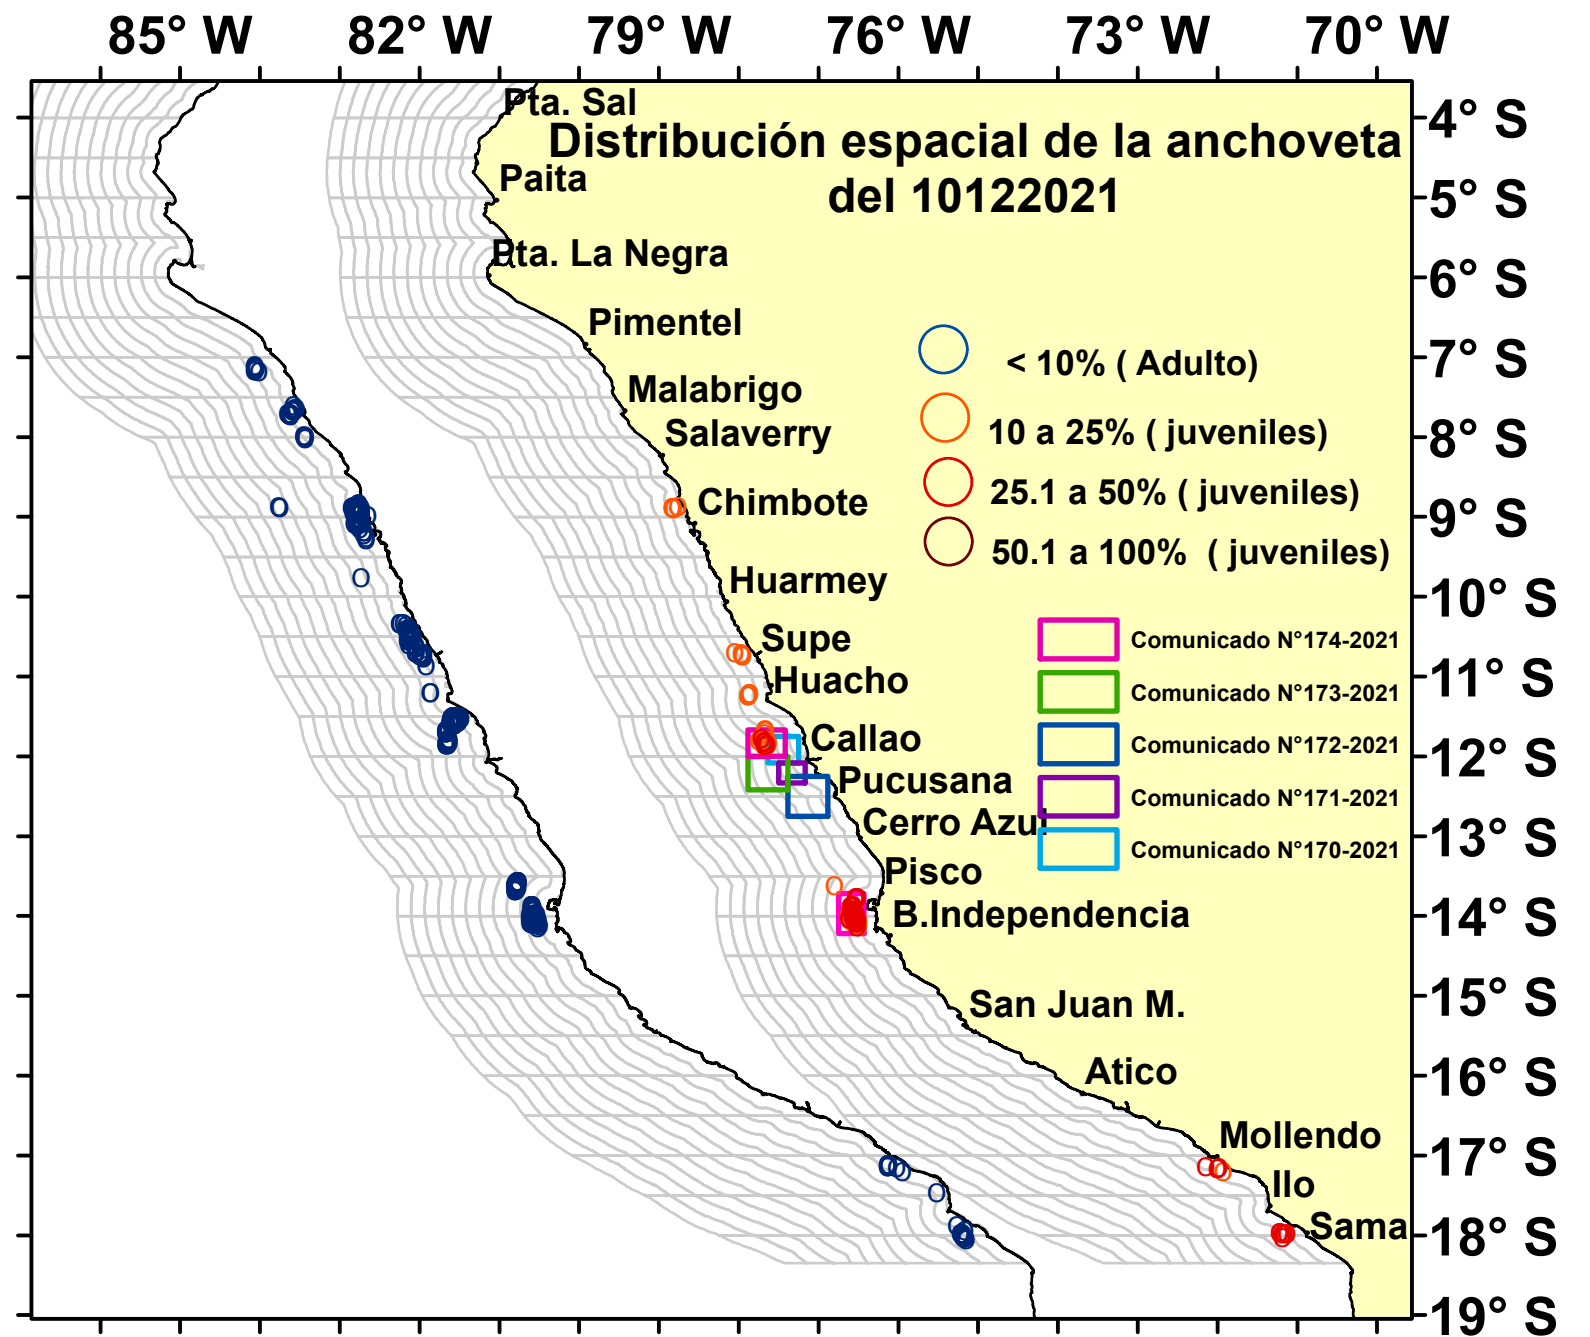 85° W 82° W 79° W 76° W 73° W 70° W
Pta. Sal
4° S
Distribución espacial de la anchoveta
del 10122021
Paita
5° S
Pta. La Negra
6° S
Pimentel
7° S
< 10% ( Adulto)
Malabrigo
10 a 25% ( juveniles)
Salaverry
8° S
25.1 a 50% ( juveniles)
Chimbote
9° S
50.1 a 100% ( juveniles)
Huarmey
10° S
Supe
Comunicado N°174-2021
Huacho
11° S
Comunicado N°173-2021
Callao
Comunicado N°172-2021
12° S
Pucusana
Comunicado N°171-2021
Cerro Azul
13° S
Comunicado N°170-2021
Pisco
B.Independencia
14° S
San Juan M.
15° S
Atico
16° S
Mollendo
17° S
Ilo
Sama
18° S
19° S